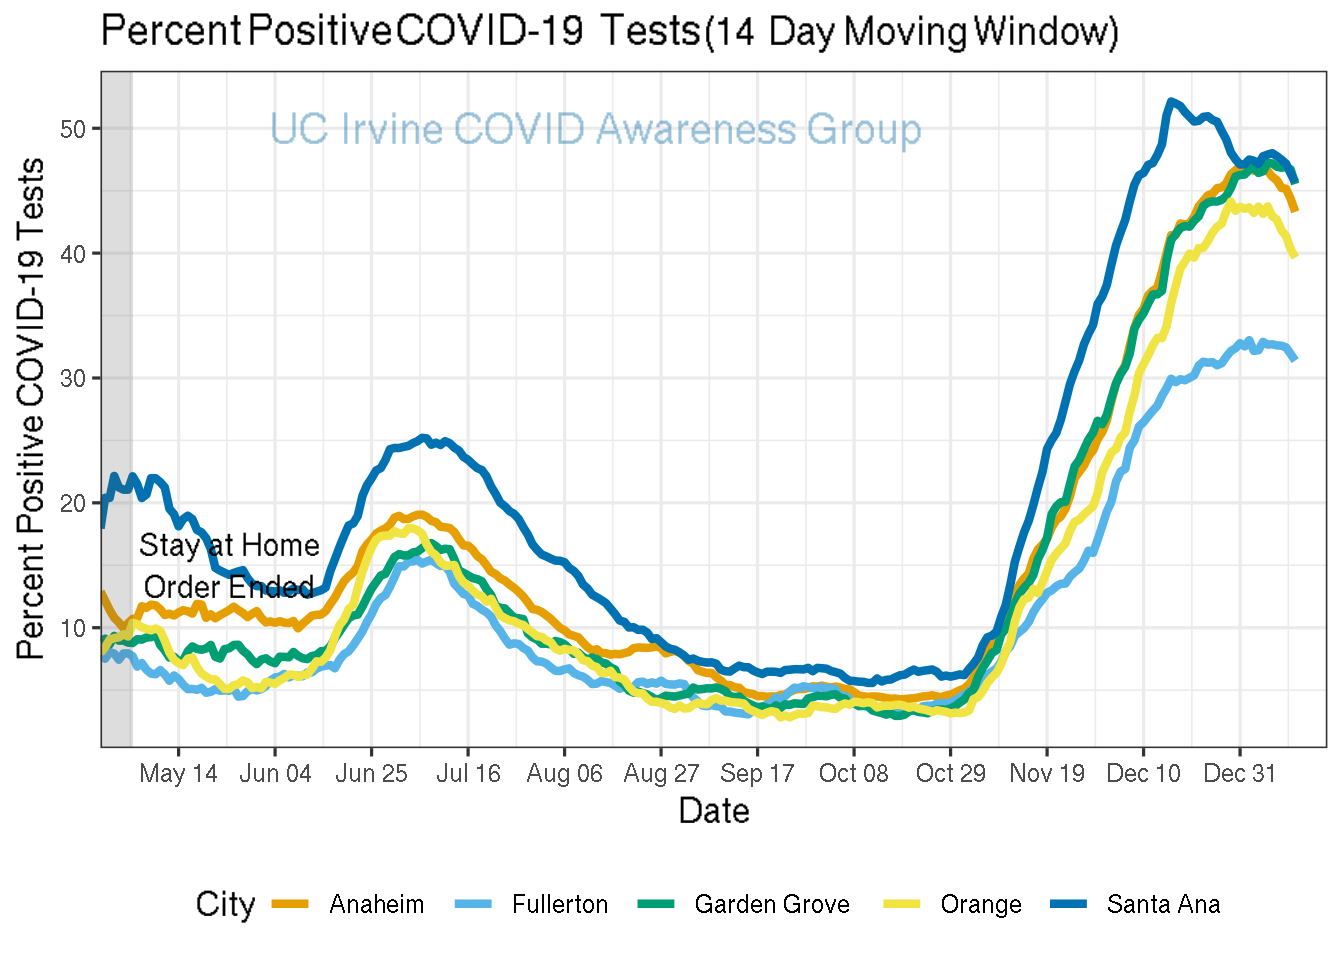 Percent Positive COVID-19 Tests (14 Day Moving Window)
UC Irvine COVID Awareness Group
Percent Positive COVID-19 Tests
50
40
30
20
10
Stay at Home
Order Ended
May 14 Jun 04 Jun 25 Jul 16 Aug 06 Aug 27 Sep 17 Oct 08 Oct 29 Nov 19 Dec 10 Dec 31
Date
City Anaheim Fullerton Garden Grove Orange Santa Ana